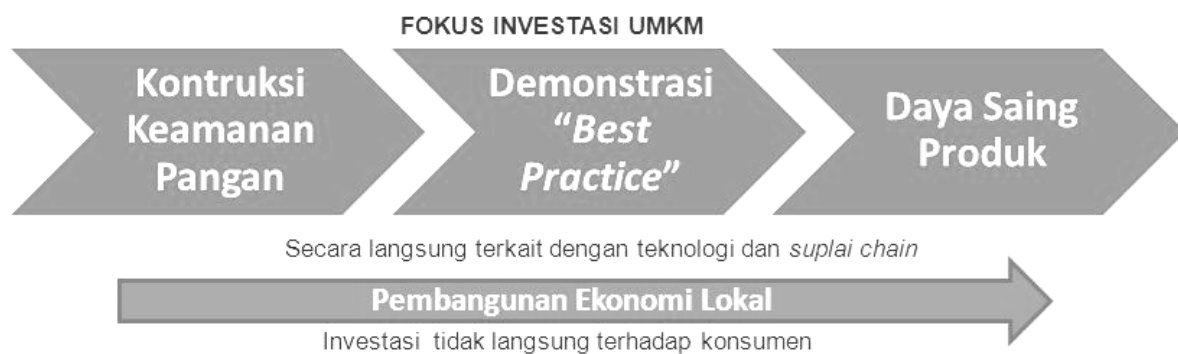 FOKUS INVESTASI UMKM
Kontruksi
Keamanan
Pangan
Demonstrasi
“Best
Practice”
Daya Saing
Produk
Secara langsung terkait dengan teknologi dan suplai chain
Pembangunan Ekonomi Lokal
Investasi tidak langsung terhadap konsumen